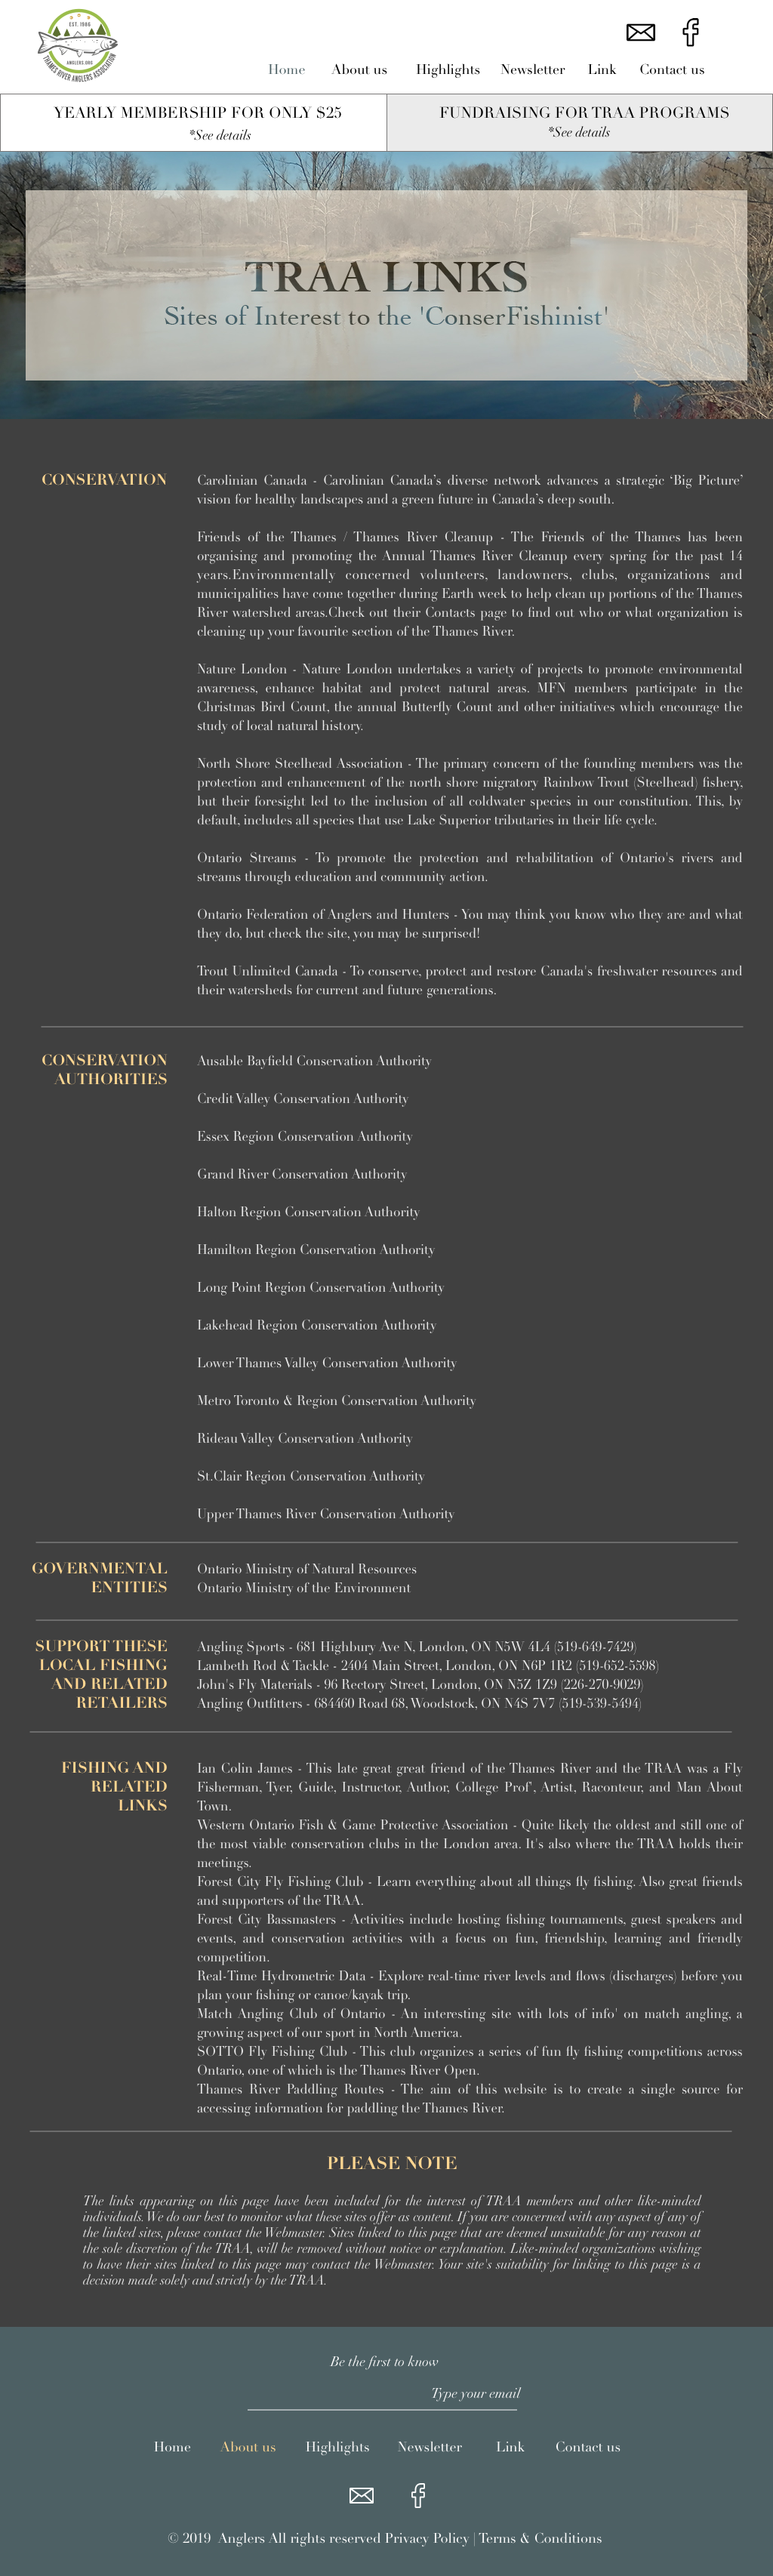 EST. 1986
ANGLERS.ORG
THAMES RIVER ANGLERS ASSOCIATION
Home About us Highlights Newsletter Link Contact us
YEARLY MEMBERSHIP FOR ONLY $25
*See details
FUNDRAISING FOR TRAA PROGRAMS
*See details
TRAA LINKS
Sites of Interest to the 'ConserFishinist'
CONSERVATION
Carolinian Canada - Carolinian Canada’s diverse network advances a strategic ‘Big Picture’
vision for healthy landscapes and a green future in Canada’s deep south.
Friends of the Thames / Thames River Cleanup - The Friends of the Thames has been
organising and promoting the Annual Thames River Cleanup every spring for the past 14
years.Environmentally concerned volunteers, landowners, clubs, organizations and
municipalities have come together during Earth week to help clean up portions of the Thames
River watershed areas.Check out their Contacts page to find out who or what organization is
cleaning up your favourite section of the Thames River.
Nature London - Nature London undertakes a variety of projects to promote environmental
awareness, enhance habitat and protect natural areas. MFN members participate in the
Christmas Bird Count, the annual Butterfly Count and other initiatives which encourage the
study of local natural history.
North Shore Steelhead Association - The primary concern of the founding members was the
protection and enhancement of the north shore migratory Rainbow Trout (Steelhead) fishery,
but their foresight led to the inclusion of all coldwater species in our constitution. This, by
default, includes all species that use Lake Superior tributaries in their life cycle.
Ontario Streams - To promote the protection and rehabilitation of Ontario's rivers and
streams through education and community action.
Ontario Federation of Anglers and Hunters - You may think you know who they are and what
they do, but check the site, you may be surprised!
Trout Unlimited Canada - To conserve, protect and restore Canada's freshwater resources and
their watersheds for current and future generations.
CONSERVATION
AUTHORITIES
Ausable Bayfield Conservation Authority
Credit Valley Conservation Authority
Essex Region Conservation Authority
Grand River Conservation Authority
Halton Region Conservation Authority
Hamilton Region Conservation Authority
Long Point Region Conservation Authority
Lakehead Region Conservation Authority
Lower Thames Valley Conservation Authority
Metro Toronto & Region Conservation Authority
Rideau Valley Conservation Authority
St.Clair Region Conservation Authority
Upper Thames River Conservation Authority
GOVERNMENTAL
ENTITIES
Ontario Ministry of Natural Resources
Ontario Ministry of the Environment
SUPPORT THESE
LOCAL FISHING
AND RELATED
RETAILERS
Angling Sports - 681 Highbury Ave N, London, ON N5W 4L4 (519-649-7429)
Lambeth Rod & Tackle - 2404 Main Street, London, ON N6P 1R2 (519-652-5598)
John's Fly Materials - 96 Rectory Street, London, ON N5Z 1Z9 (226-270-9029)
Angling Outfitters - 684460 Road 68, Woodstock, ON N4S 7V7 (519-539-5494)
FISHING AND
RELATED
LINKS
Ian Colin James - This late great great friend of the Thames River and the TRAA was a Fly
Fisherman, Tyer, Guide, Instructor, Author, College Prof', Artist, Raconteur, and Man About
Town.
Western Ontario Fish & Game Protective Association - Quite likely the oldest and still one of
the most viable conservation clubs in the London area. It's also where the TRAA holds their
meetings.
Forest City Fly Fishing Club - Learn everything about all things fly fishing. Also great friends
and supporters of the TRAA.
Forest City Bassmasters - Activities include hosting fishing tournaments, guest speakers and
events, and conservation activities with a focus on fun, friendship, learning and friendly
competition.
Real-Time Hydrometric Data - Explore real-time river levels and flows (discharges) before you
plan your fishing or canoe/kayak trip.
Match Angling Club of Ontario - An interesting site with lots of info' on match angling, a
growing aspect of our sport in North America.
SOTTO Fly Fishing Club - This club organizes a series of fun fly fishing competitions across
Ontario, one of which is the Thames River Open.
Thames River Paddling Routes - The aim of this website is to create a single source for
accessing information for paddling the Thames River.
PLEASE NOTE
The links appearing on this page have been included for the interest of TRAA members and other like-minded
individuals.We do our best to monitor what these sites offer as content. If you are concerned with any aspect of any of
the linked sites, please contact the Webmaster. Sites linked to this page that are deemed unsuitable for any reason at
the sole discretion of the TRAA, will be removed without notice or explanation. Like-minded organizations wishing
to have their sites linked to this page may contact the Webmaster. Your site's suitability for linking to this page is a
decision made solely and strictly by the TRAA.
Be the first to know
Type your email
Home About us Highlights Newsletter Link Contact us
© 2019 Anglers All rights reserved Privacy Policy | Terms & Conditions